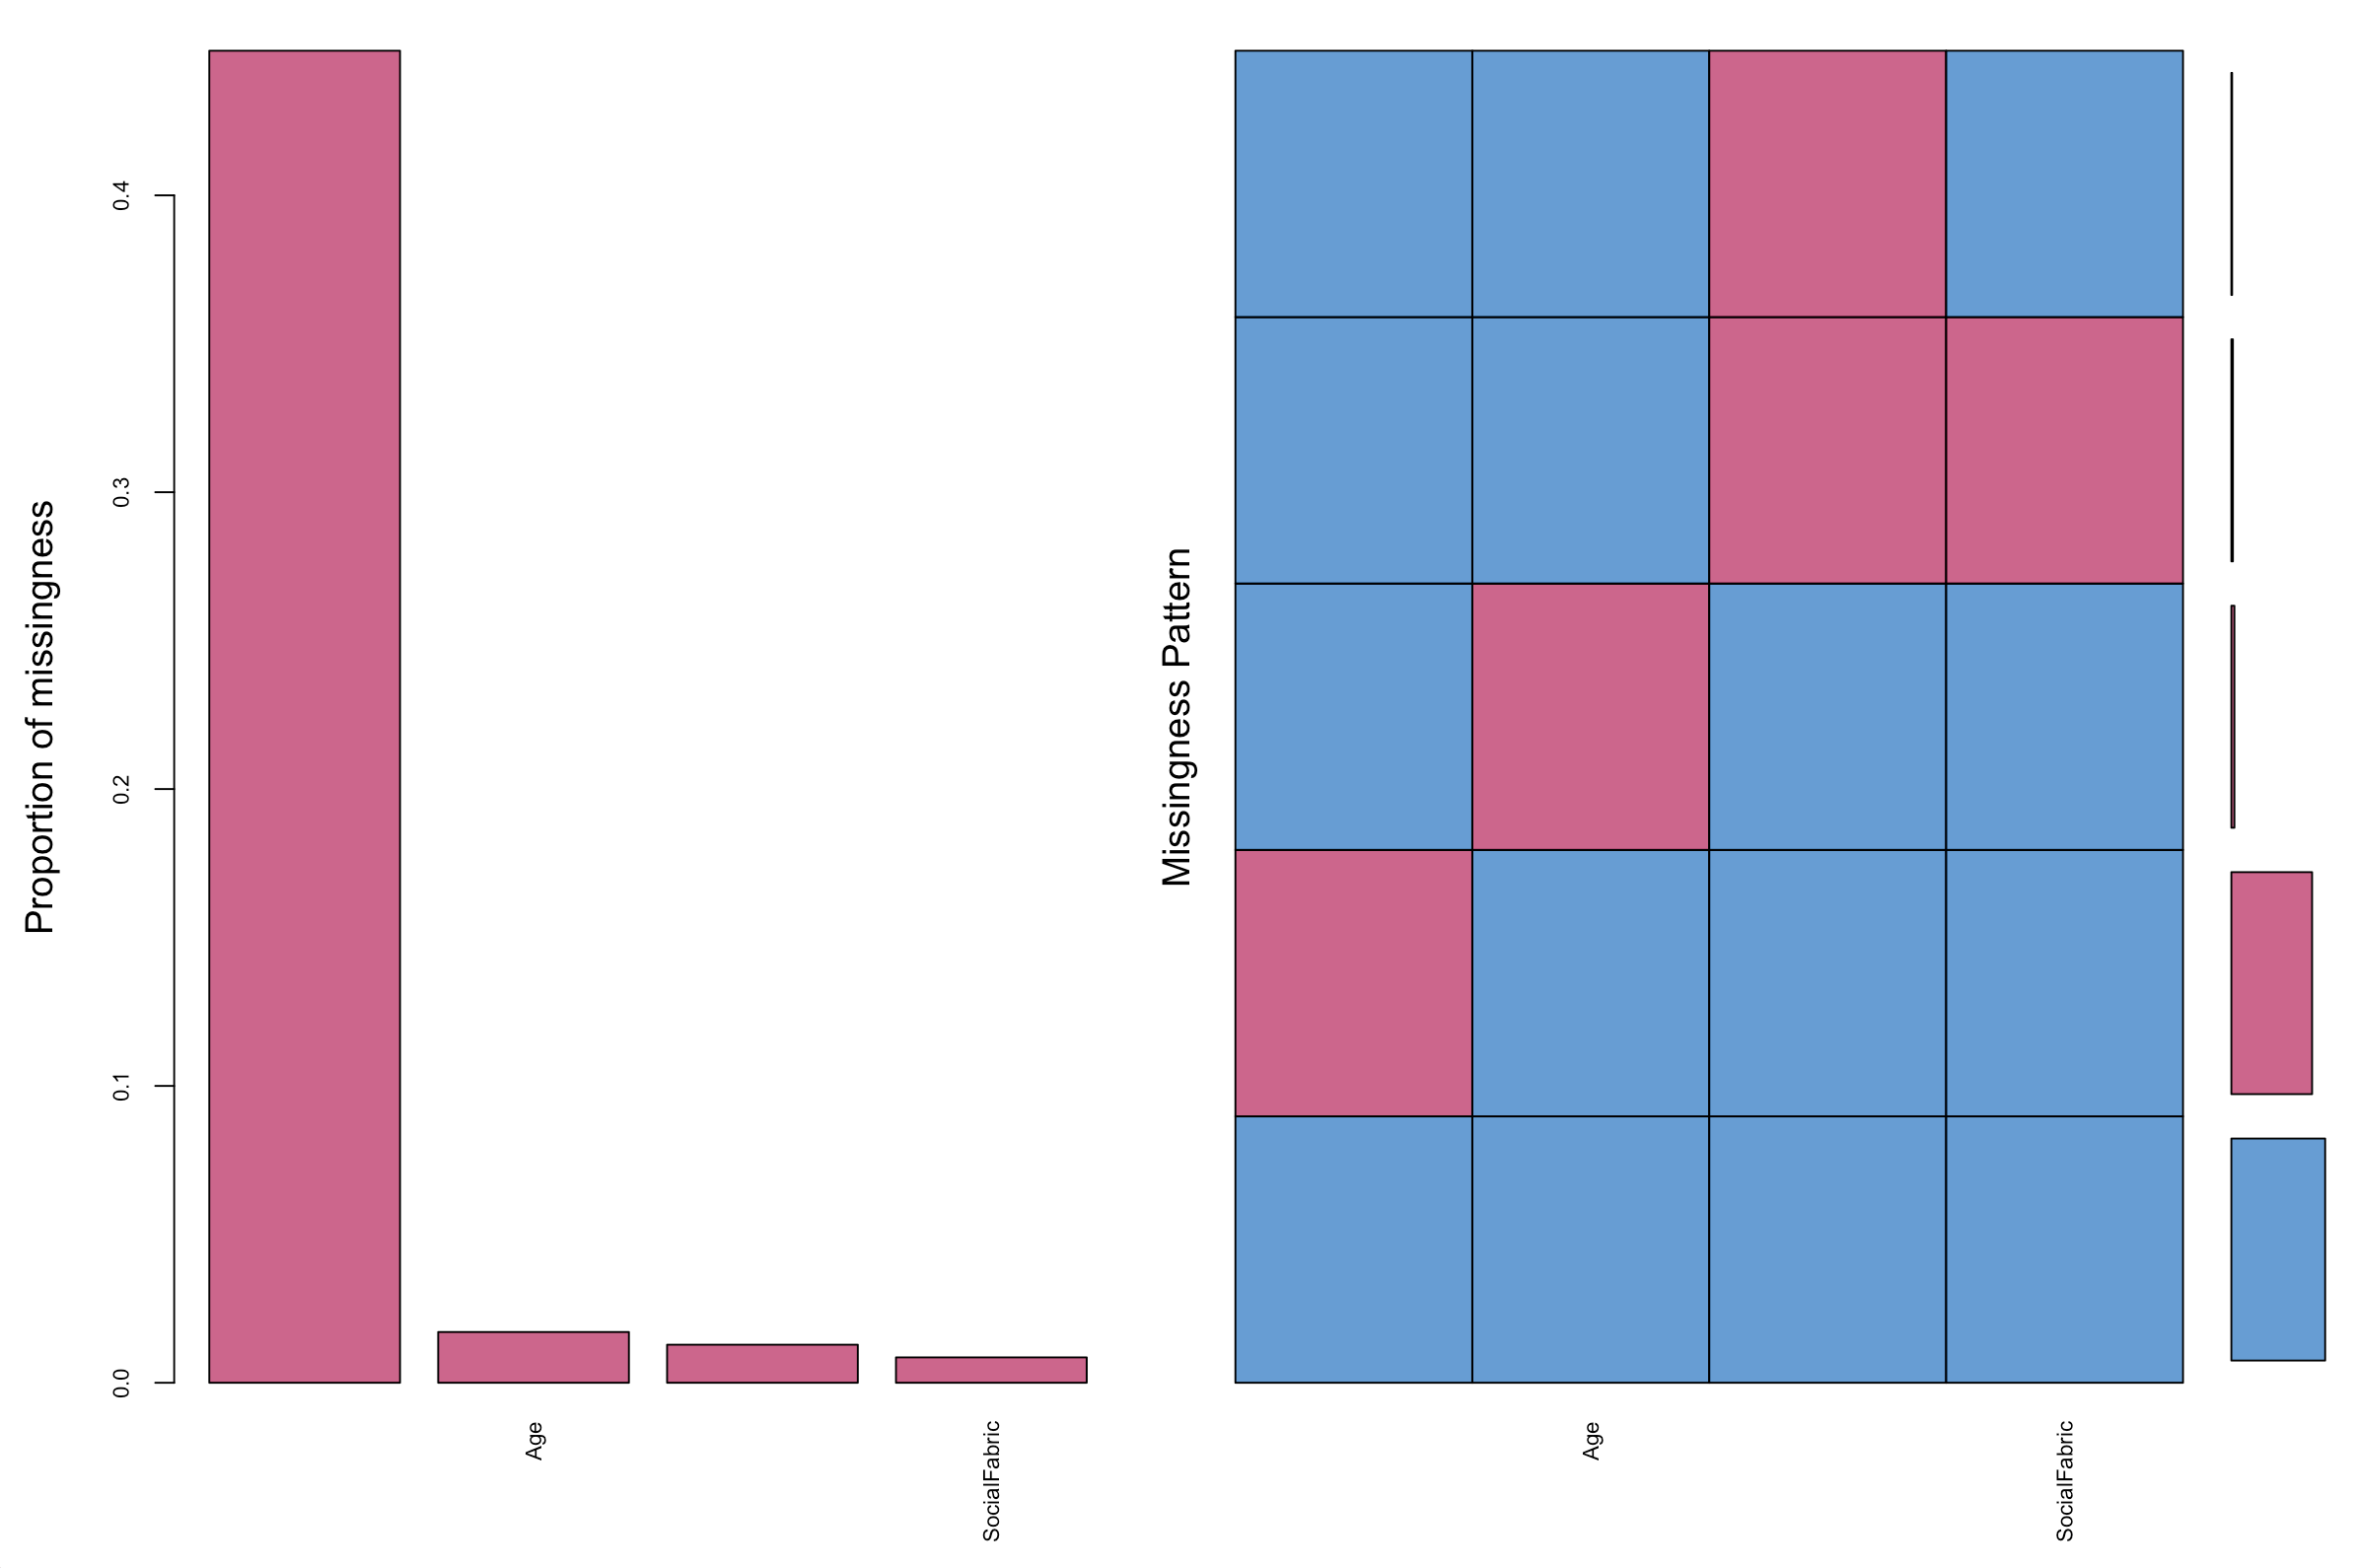 Proportion of missingness
0.4
0.3
0.2
0.1
0.0
Age
SocialFabric
Missingness Pattern
Age
SocialFabric